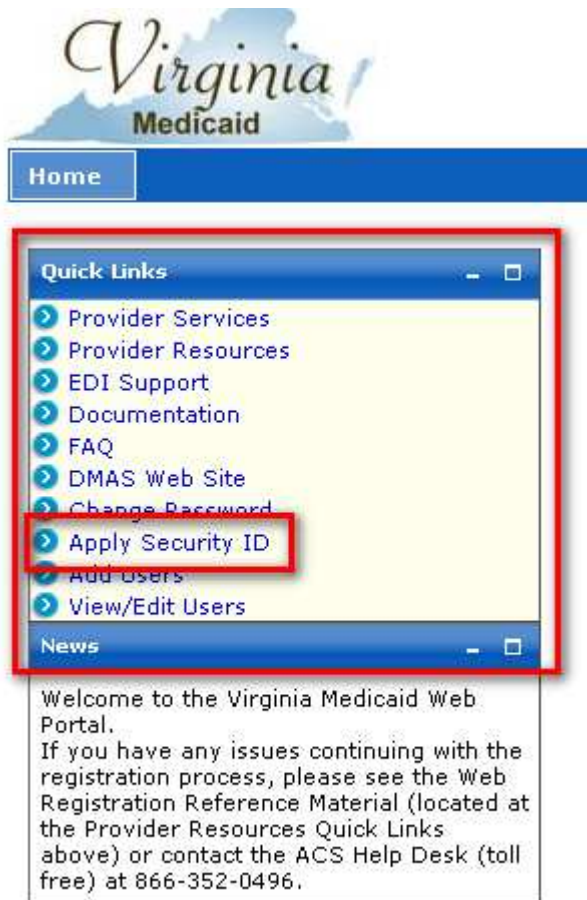 Virginia
Medicaid
Home
Quick Links
Provider Services
Provider Resources
EDI Support
Documentation
FAQ
DMAS Web Site
Change Password
Apply Security ID
Add Users
View/Edit Users
News
Welcome to the Virginia Medicaid Web
Portal.
If you have any issues continuing with the
registration process, please see the Web
Registration Reference Material (located at
the Provider Resources Quick Links
above) or contact the ACS Help Desk (toll
free) at 866-352-0496.